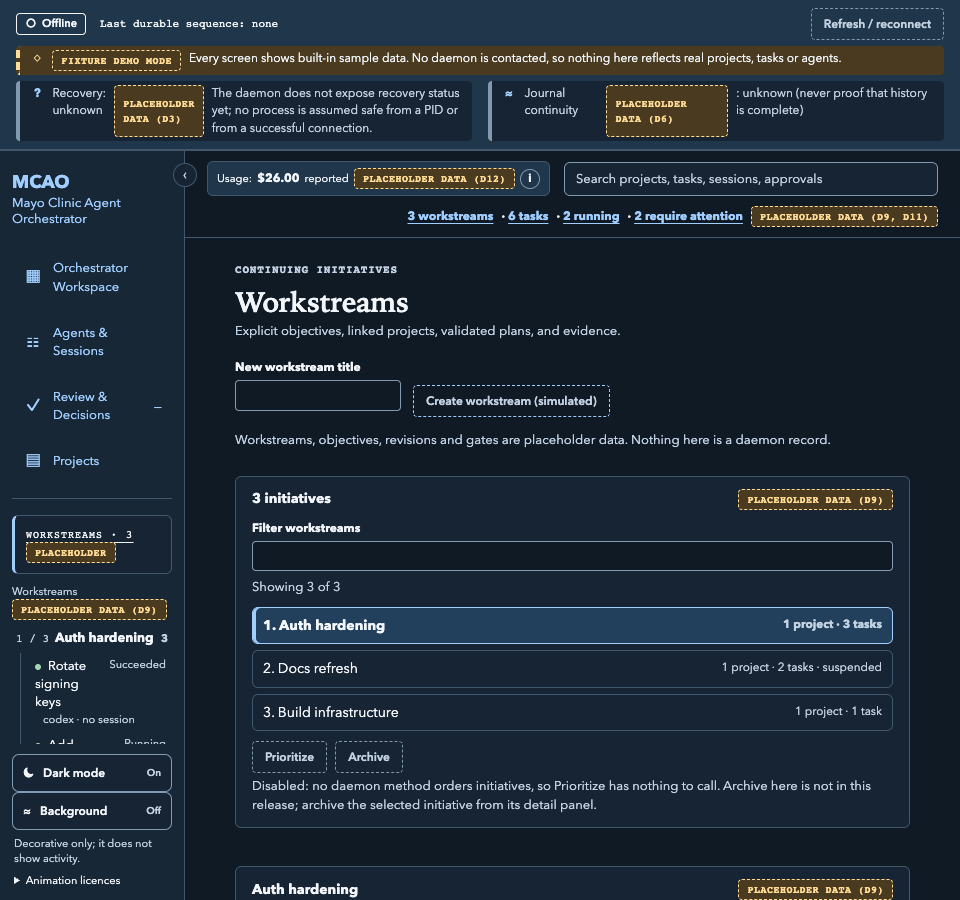 Offline
Last durable sequence: none
Refresh / reconnect
FIXTURE DEMO MODE
Every screen shows built-in sample data. No daemon is contacted, so nothing here reflects real projects, tasks or agents.
? Recovery: unknown
PLACEHOLDER DATA (D3)
The daemon does not expose recovery status yet; no process is assumed safe from a PID or from a successful connection.
≈ Journal continuity
PLACEHOLDER DATA (D6)
: unknown (never proof that history is complete)
MCAO
Mayo Clinic Agent Orchestrator
Orchestrator Workspace
Agents & Sessions
Review & Decisions –
Projects
WORKSTREAMS · 3
PLACEHOLDER
Workstreams
PLACEHOLDER DATA (D9)
1 / 3 Auth hardening 3
Rotate signing keys
Succeeded
codex · no session
Add
Running
Dark mode On
≈ Background Off
Decorative only; it does not show activity.
Animation licences
Usage: $26.00 reported PLACEHOLDER DATA (D12) i
Search projects, tasks, sessions, approvals
3 workstreams · 6 tasks · 2 running · 2 require attention PLACEHOLDER DATA (D9, D11)
CONTINUING INITIATIVES
Workstreams
Explicit objectives, linked projects, validated plans, and evidence.
New workstream title
Create workstream (simulated)
Workstreams, objectives, revisions and gates are placeholder data. Nothing here is a daemon record.
3 initiatives
PLACEHOLDER DATA (D9)
Filter workstreams
Showing 3 of 3
1. Auth hardening 1 project · 3 tasks
2. Docs refresh 1 project · 2 tasks · suspended
3. Build infrastructure 1 project · 1 task
Prioritize
Archive
Disabled: no daemon method orders initiatives, so Prioritize has nothing to call. Archive here is not in this
release; archive the selected initiative from its detail panel.
Auth hardening
PLACEHOLDER DATA (D9)